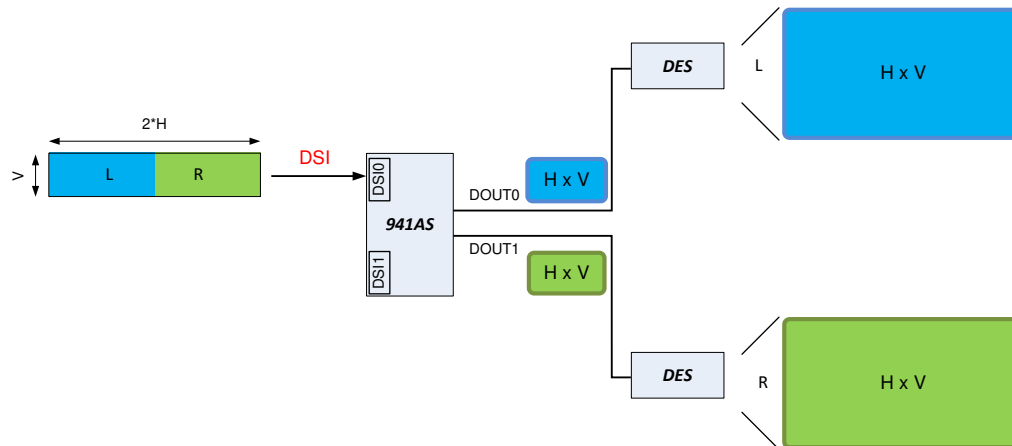 2*H
V
L
R
DSI
DSI0
941AS
DSI1
DOUT0
H x V
DOUT1
H x V
DES
L
H x V
DES
R
H x V